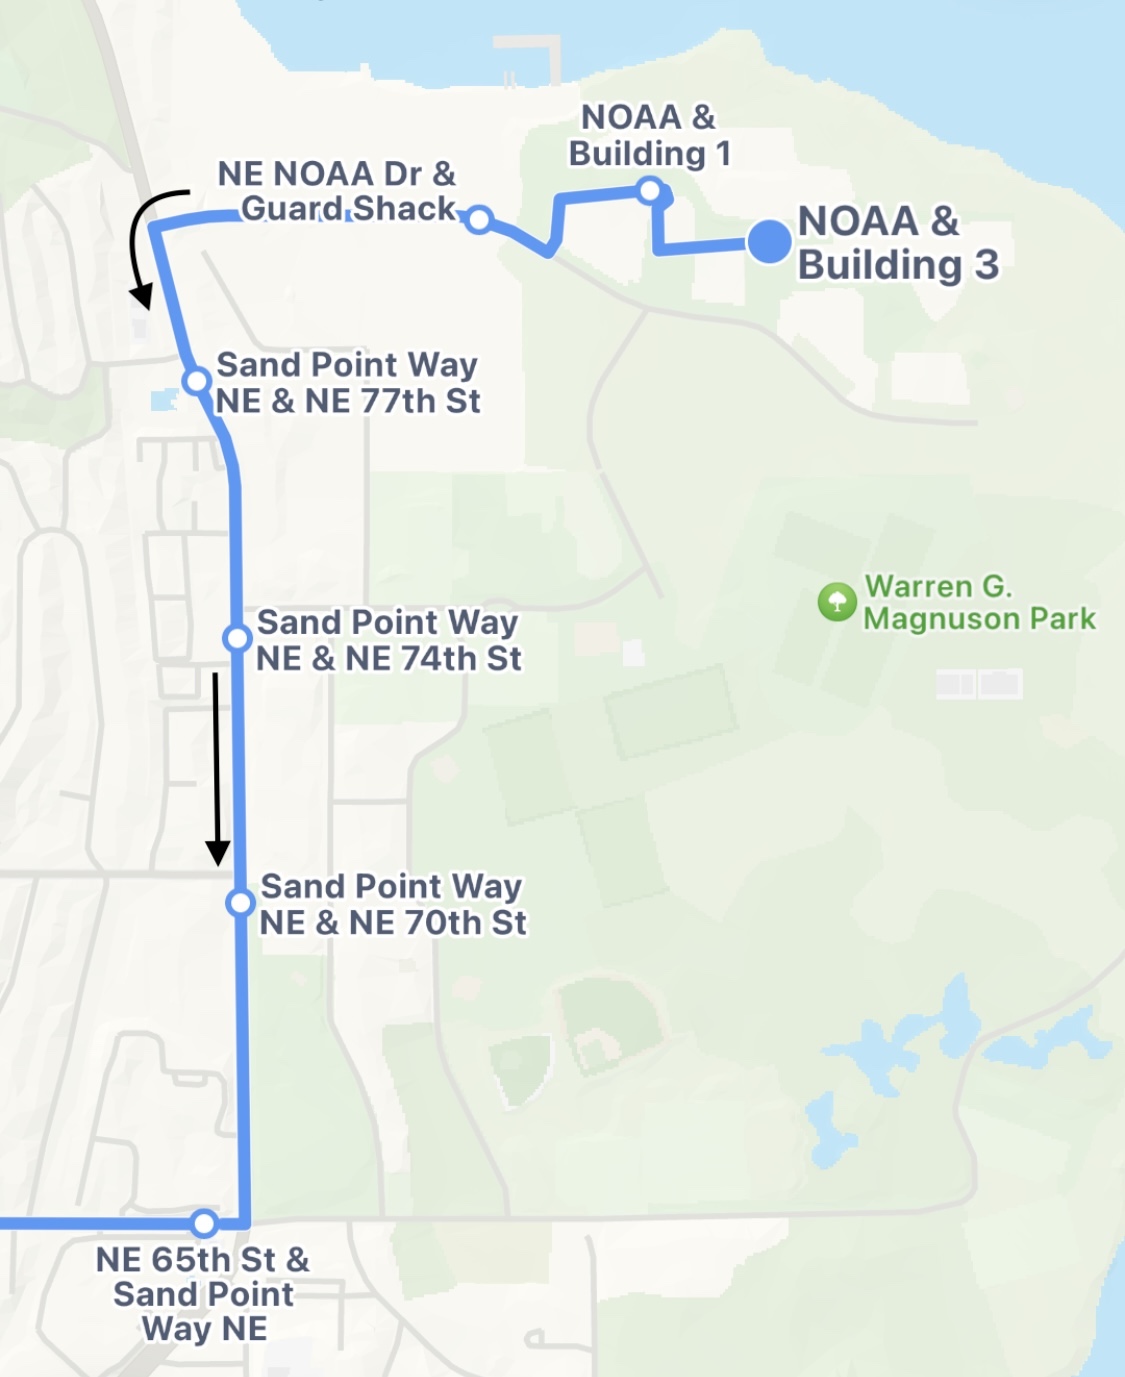 NOAA &
Building 1
NE NOAA Dr &
Guard Shack
NOAA &
Building 3
Sand Point Way
NE & NE 77th St
Warren G.
Magnuson Park
Sand Point Way
NE & NE 74th St
Sand Point Way
NE & NE 70th St
NE 65th St &
Sand Point
Way NE